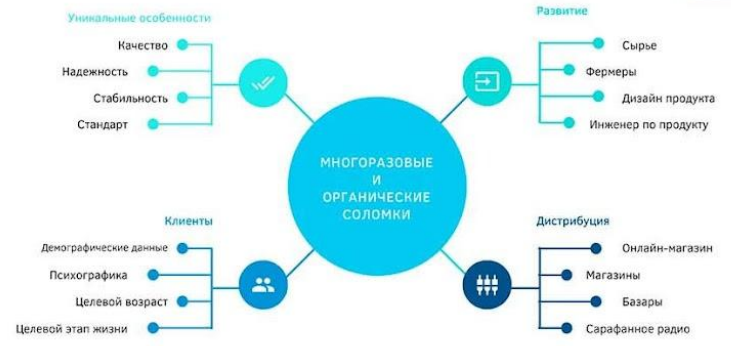 Уникальные особенности
Качество
Надежность
Стабильность
Стандарт
Развитие
Сырье
Фермеры
Дизайн продукта
Инженер по продукту
МНОГОРАЗОВЫЕ
И
ОРГАНИЧЕСКИЕ
СОЛОМКИ
Клиенты
Демографические данные
Психографика
Целевой возраст
Целевой этап жизни
Дистрибуция
Онлайн-магазин
Магазины
Базары
Сарафанное радио